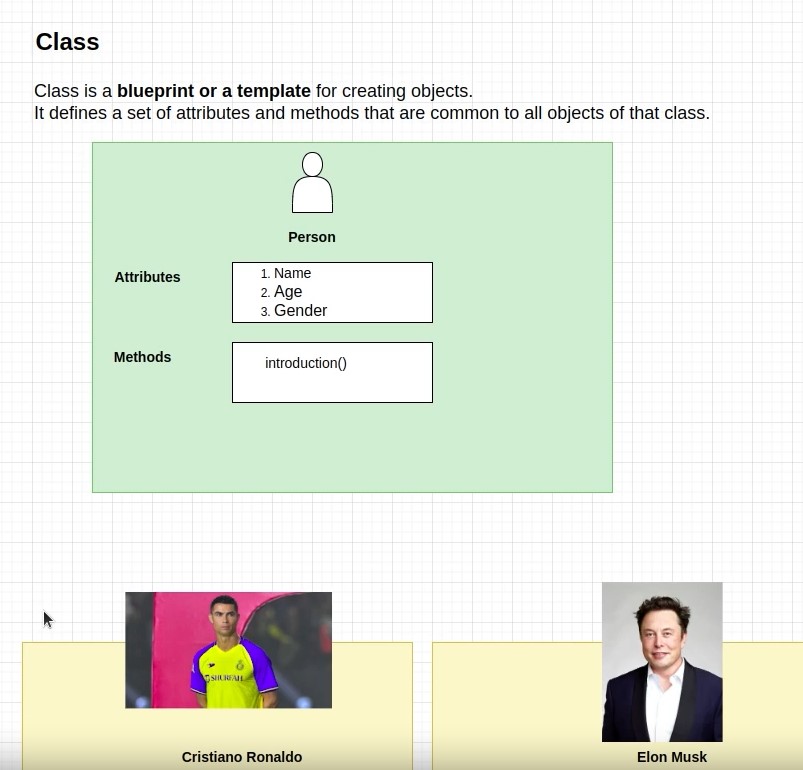 Class
Class is a blueprint or a template for creating objects.
It defines a set of attributes and methods that are common to all objects of that class.
Person
Attributes
1. Name
2. Age
3. Gender
Methods
introduction()
Cristiano Ronaldo
Elon Musk